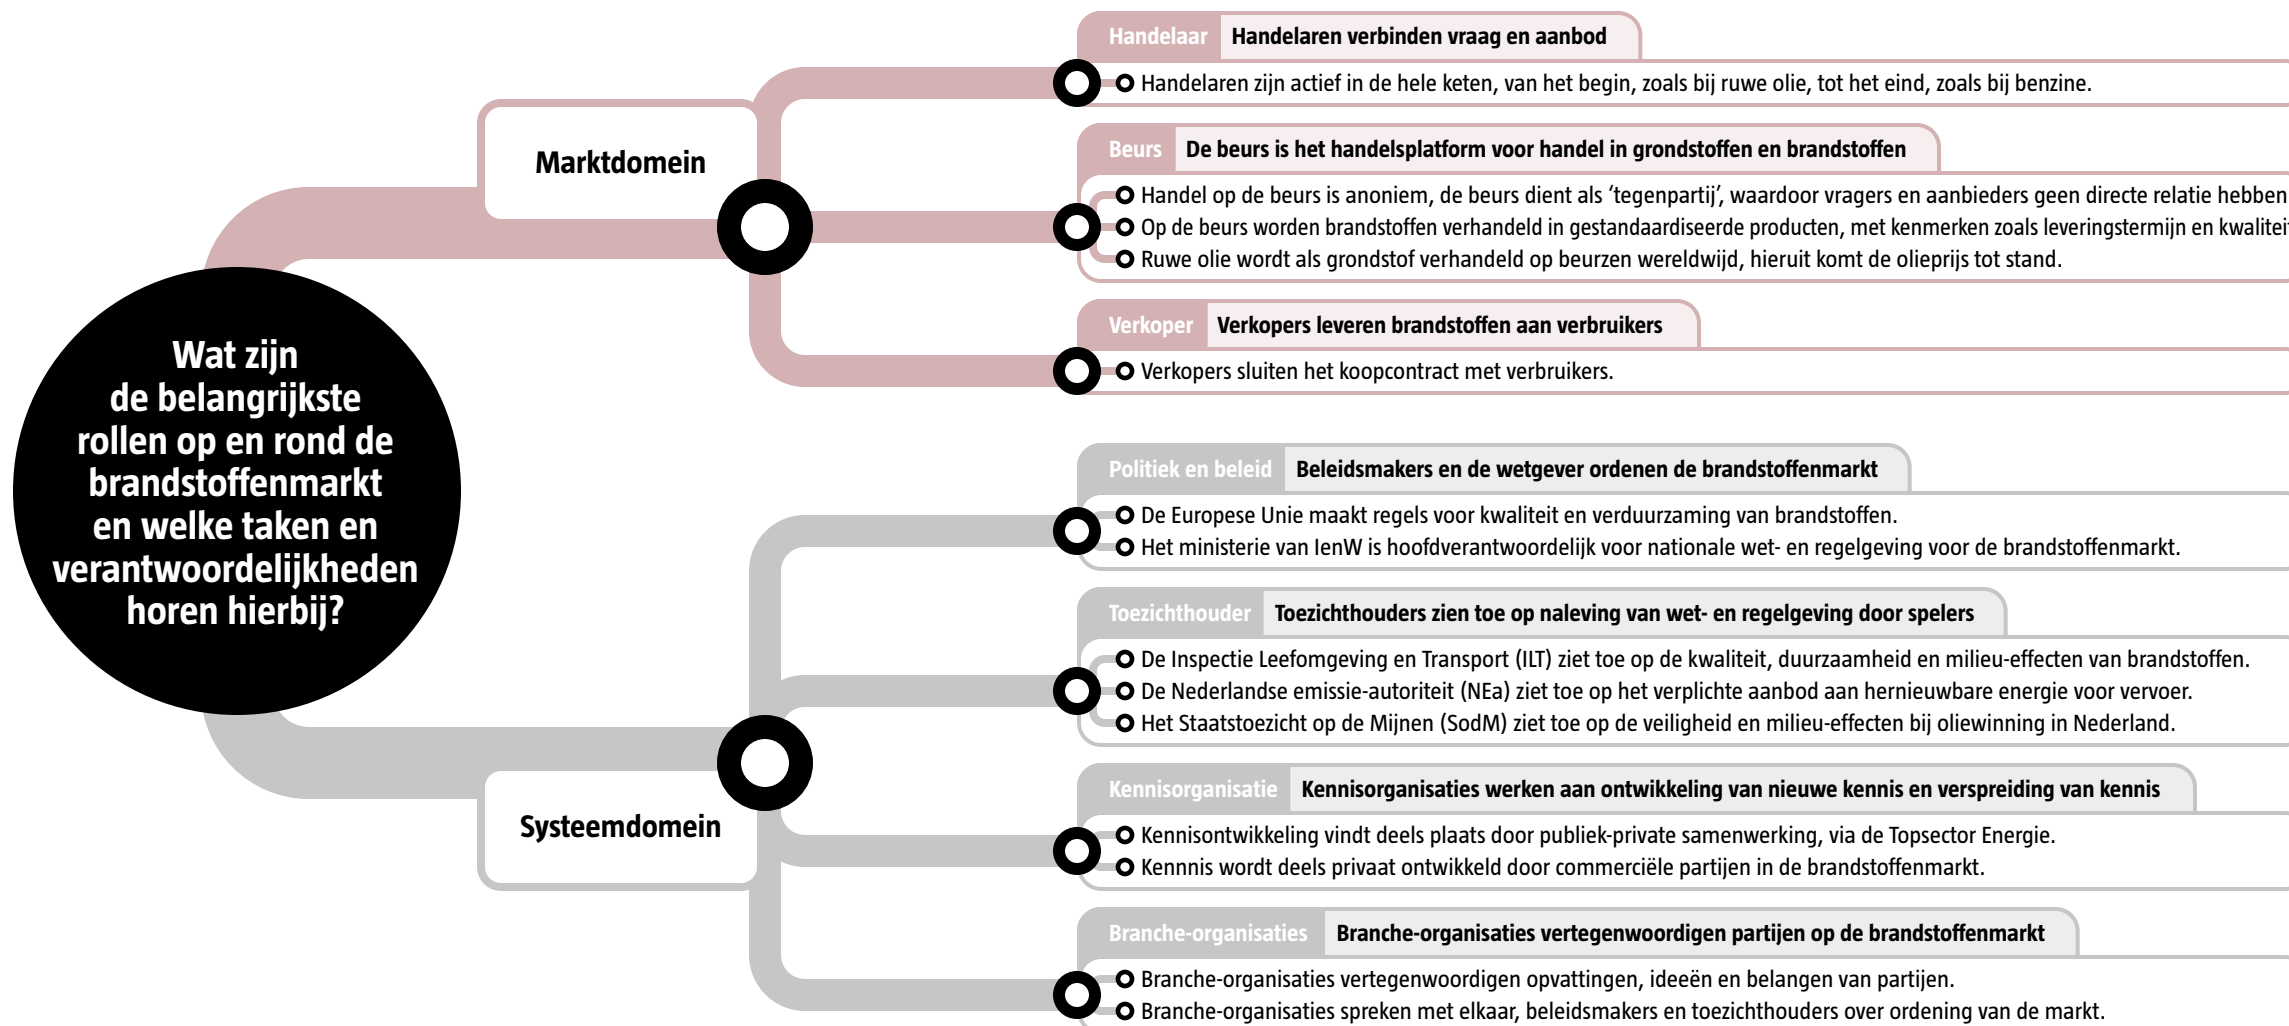 Wat zijn
de belangrijkste
rollen op en rond de
brandstoffenmarkt
en welke taken en
verantwoordelijkheden
horen hierbij?
Marktdomein
Handelaar Handelaren verbinden vraag en aanbod
Handelaren zijn actief in de hele keten, van het begin, zoals bij ruwe olie, tot het eind, zoals bij benzine.
Beurs De beurs is het handelsplatform voor handel in grondstoffen en brandstoffen
Handel op de beurs is anoniem, de beurs dient als ‘tegenpartij’, waardoor vragers en aanbieders geen directe relatie hebben
Op de beurs worden brandstoffen verhandeld in gestandaardiseerde producten, met kenmerken zoals leveringstermijn en kwaliteit
Ruwe olie wordt als grondstof verhandeld op beurzen wereldwijd, hieruit komt de olieprijs tot stand.
Verkoper Verkopers leveren brandstoffen aan verbruikers
Verkopers sluiten het koopcontract met verbruikers.
Systeemdomein
Politiek en beleid Beleidsmakers en de wetgever ordenen de brandstoffenmarkt
De Europese Unie maakt regels voor kwaliteit en verduurzaming van brandstoffen.
Het ministerie van IenW is hoofdverantwoordelijk voor nationale wet- en regelgeving voor de brandstoffenmarkt.
Toezichthouder Toezichthouders zien toe op naleving van wet- en regelgeving door spelers
De Inspectie Leefomgeving en Transport (ILT) ziet toe op de kwaliteit, duurzaamheid en milieu-effecten van brandstoffen.
De Nederlandse emissie-autoriteit (NEa) ziet toe op het verplichte aanbod aan hernieuwbare energie voor vervoer.
Het Staatstoezicht op de Mijnen (SodM) ziet toe op de veiligheid en milieu-effecten bij oliewinning in Nederland.
Kennisorganisatie Kennisorganisaties werken aan ontwikkeling van nieuwe kennis en verspreiding van kennis
Kennisontwikkeling vindt deels plaats door publiek-private samenwerking, via de Topsector Energie.
Kennnis wordt deels privaat ontwikkeld door commerciële partijen in de brandstoffenmarkt.
Branche-organisaties Branche-organisaties vertegenwoordigen partijen op de brandstoffenmarkt
Branche-organisaties vertegenwoordigen opvattingen, ideeën en belangen van partijen.
Branche-organisaties spreken met elkaar, beleidsmakers en toezichthouders over ordening van de markt.